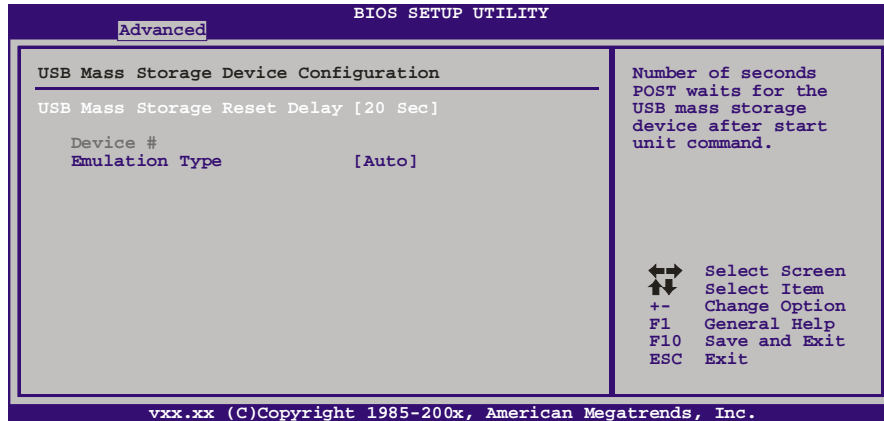 BIOS SETUP UTILITY
Advanced
USB Mass Storage Device Configuration
USB Mass Storage Reset Delay [20 Sec]
Device #
Emulation Type [Auto]
Number of seconds
POST waits for the
USB mass storage
device after start
unit command.
Select Screen
Select Item
+- Change Option
F1 General Help
F10 Save and Exit
ESC Exit
vxx.xx (C)Copyright 1985-200x, American Megatrends, Inc.